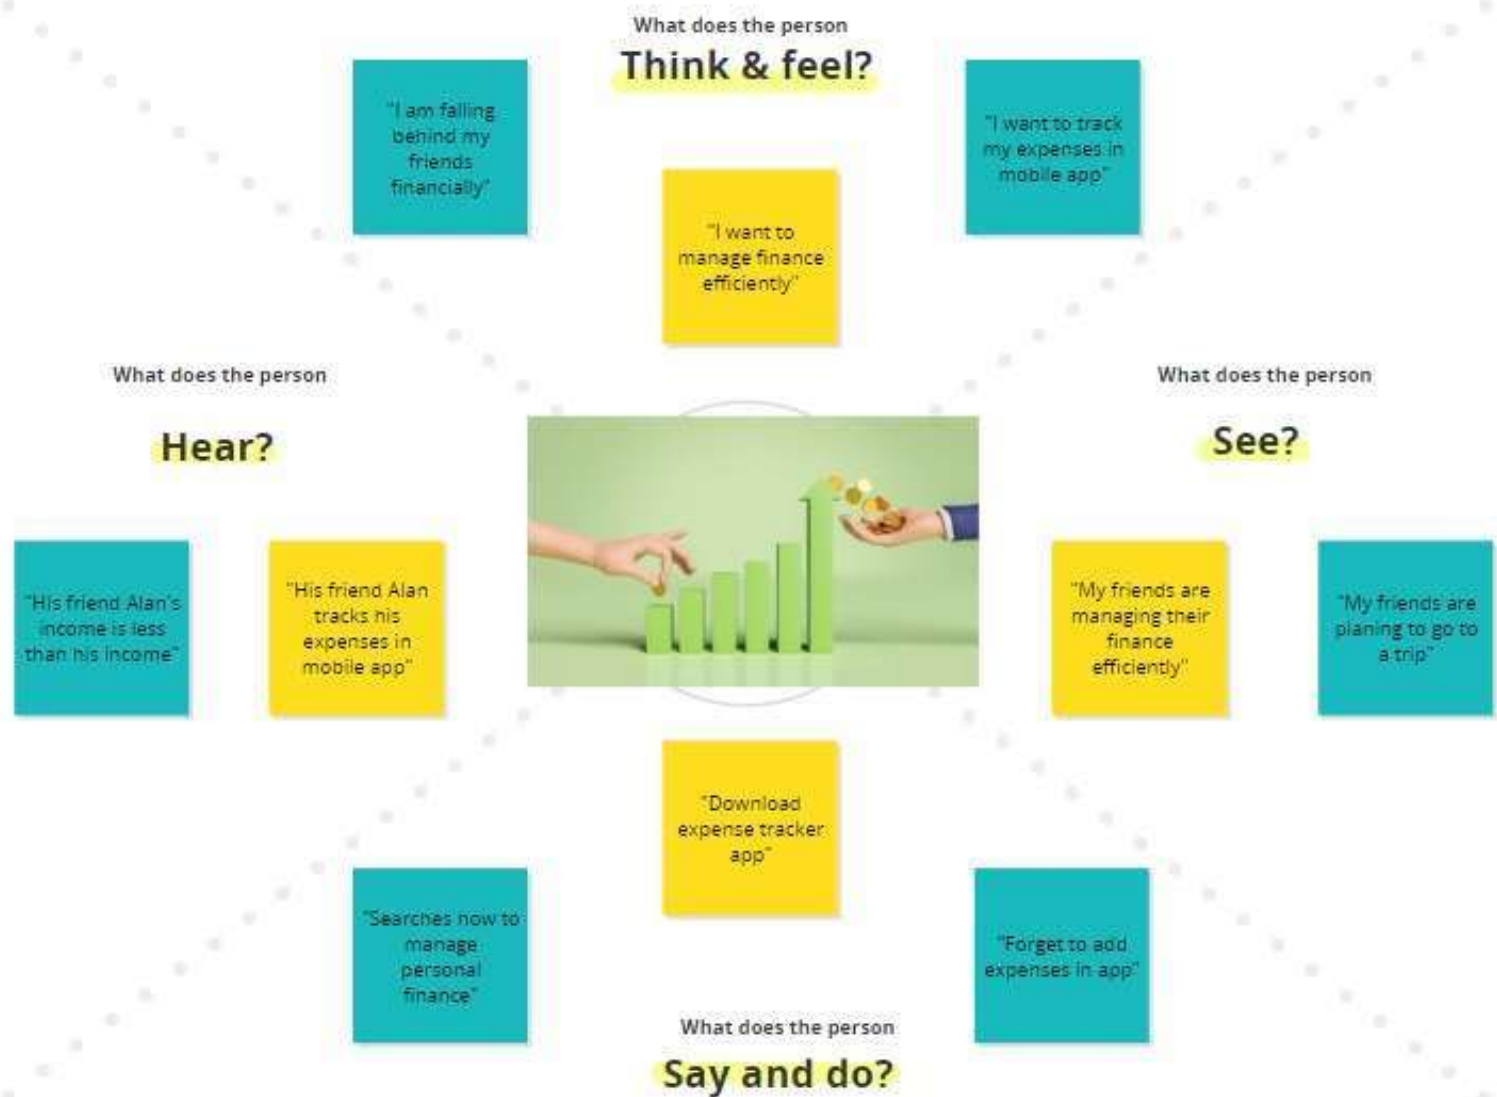 What does the person
Think & feel?
"I am falling
behind my
friends
financially"
"I want to
manage finance
efficiently"
"I want to track
my expenses in
mobile app"
What does the person
Hear?
"His friend Alan's
income is less
than his income"
"His friend Alan
tracks his
expenses in
mobile app"
What does the person
See?
"My friends are
managing their
finance
efficiently"
"My friends are
planing to go to
a trip"
"Download
expense tracker
app"
"Searches now to
manage
personal
finance"
"Forget to add
expenses in app"
What does the person
Say and do?